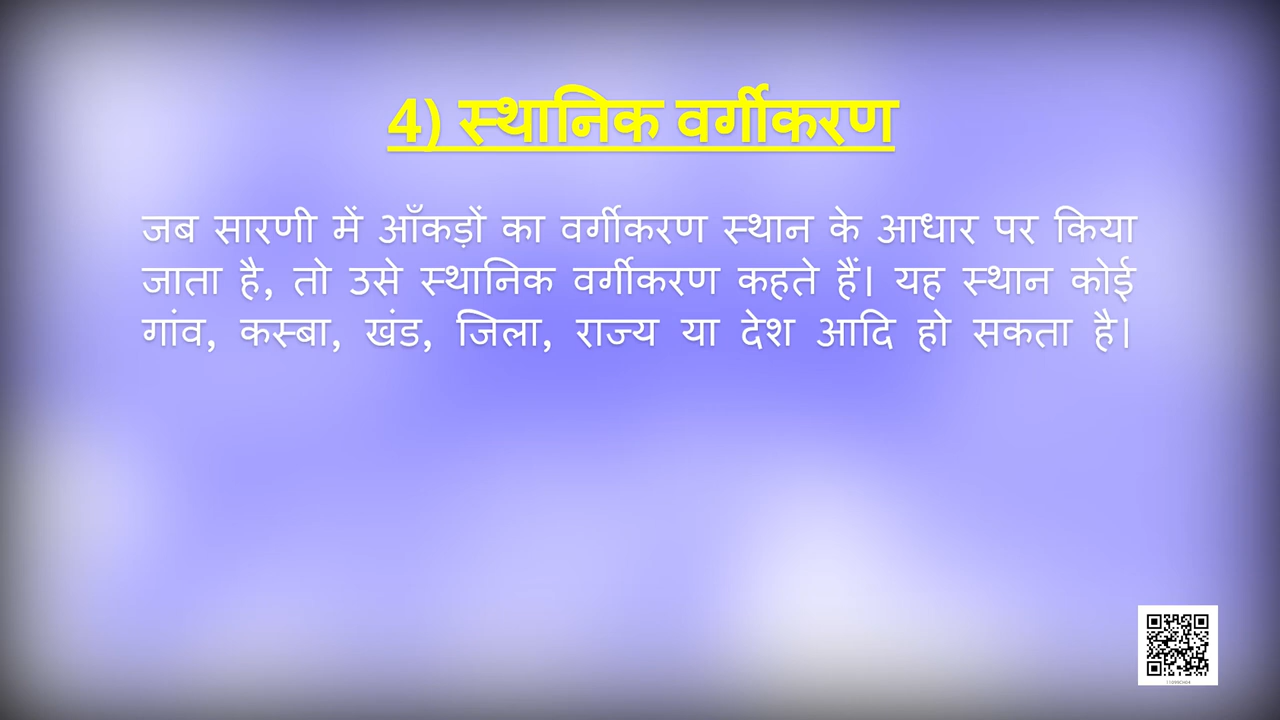 4) स्थानिक वर्गीकरण
जब सारणी में आँकड़ों का वर्गीकरण स्थान के आधार पर किया
जाता है, तो उसे स्थानिक वर्गीकरण कहते हैं। यह स्थान कोई
गांव, कस्बा, खंड, जिला, राज्य या देश आदि हो सकता है।